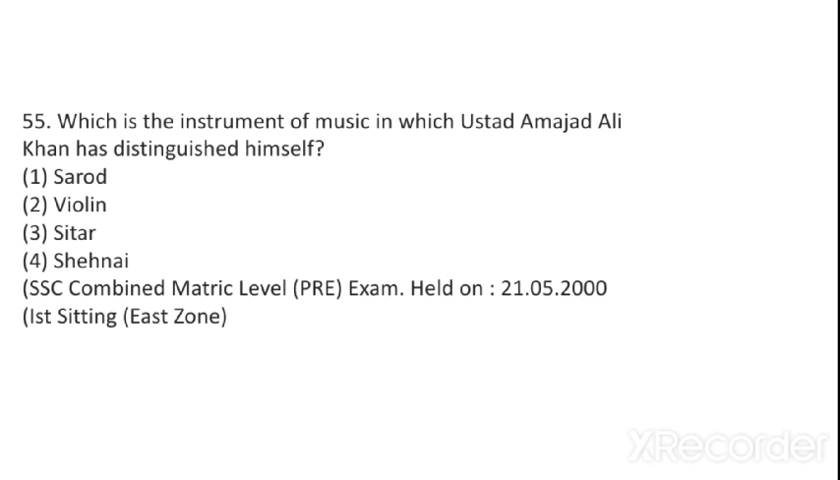 55. Which is the instrument of music in which Ustad Amajad Ali
Khan has distinguished himself?
(1) Sarod
(2) Violin
(3) Sitar
(4) Shehnai
(SSC Combined Matric Level (PRE) Exam. Held on : 21.05.2000
(Ist Sitting (East Zone)
XRecorder